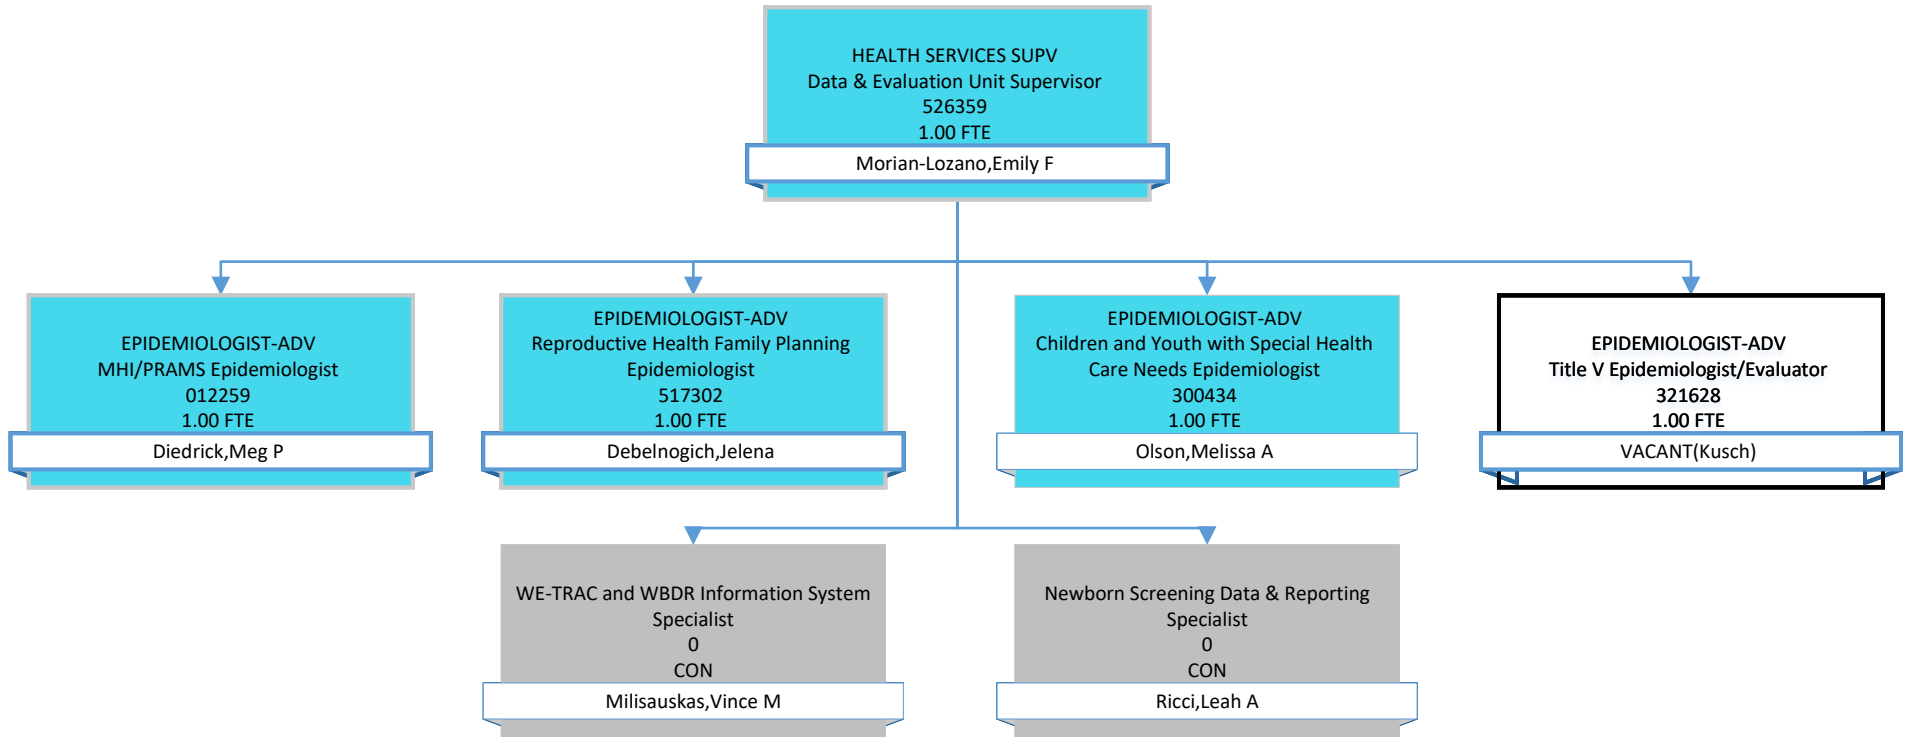 HEALTH SERVICES SUPV
Data & Evaluation Unit Supervisor
526359
1.00 FTE
Morian-Lozano,Emily F
EPIDEMIOLOGIST-ADV
MHI/PRAMS Epidemiologist
012259
1.00 FTE
Diedrick,Meg P
EPIDEMIOLOGIST-ADV
Reproductive Health Family Planning
Epidemiologist
517302
1.00 FTE
Debelnogich,Jelena
EPIDEMIOLOGIST-ADV
Children and Youth with Special Health
Care Needs Epidemiologist
300434
1.00 FTE
Olson,Melissa A
EPIDEMIOLOGIST-ADV
Title V Epidemiologist/Evaluator
321628
1.00 FTE
VACANT(Kusch)
WE-TRAC and WBDR Information System
Specialist
0
CON
Milisauskas,Vince M
Newborn Screening Data & Reporting
Specialist
0
CON
Ricci,Leah A